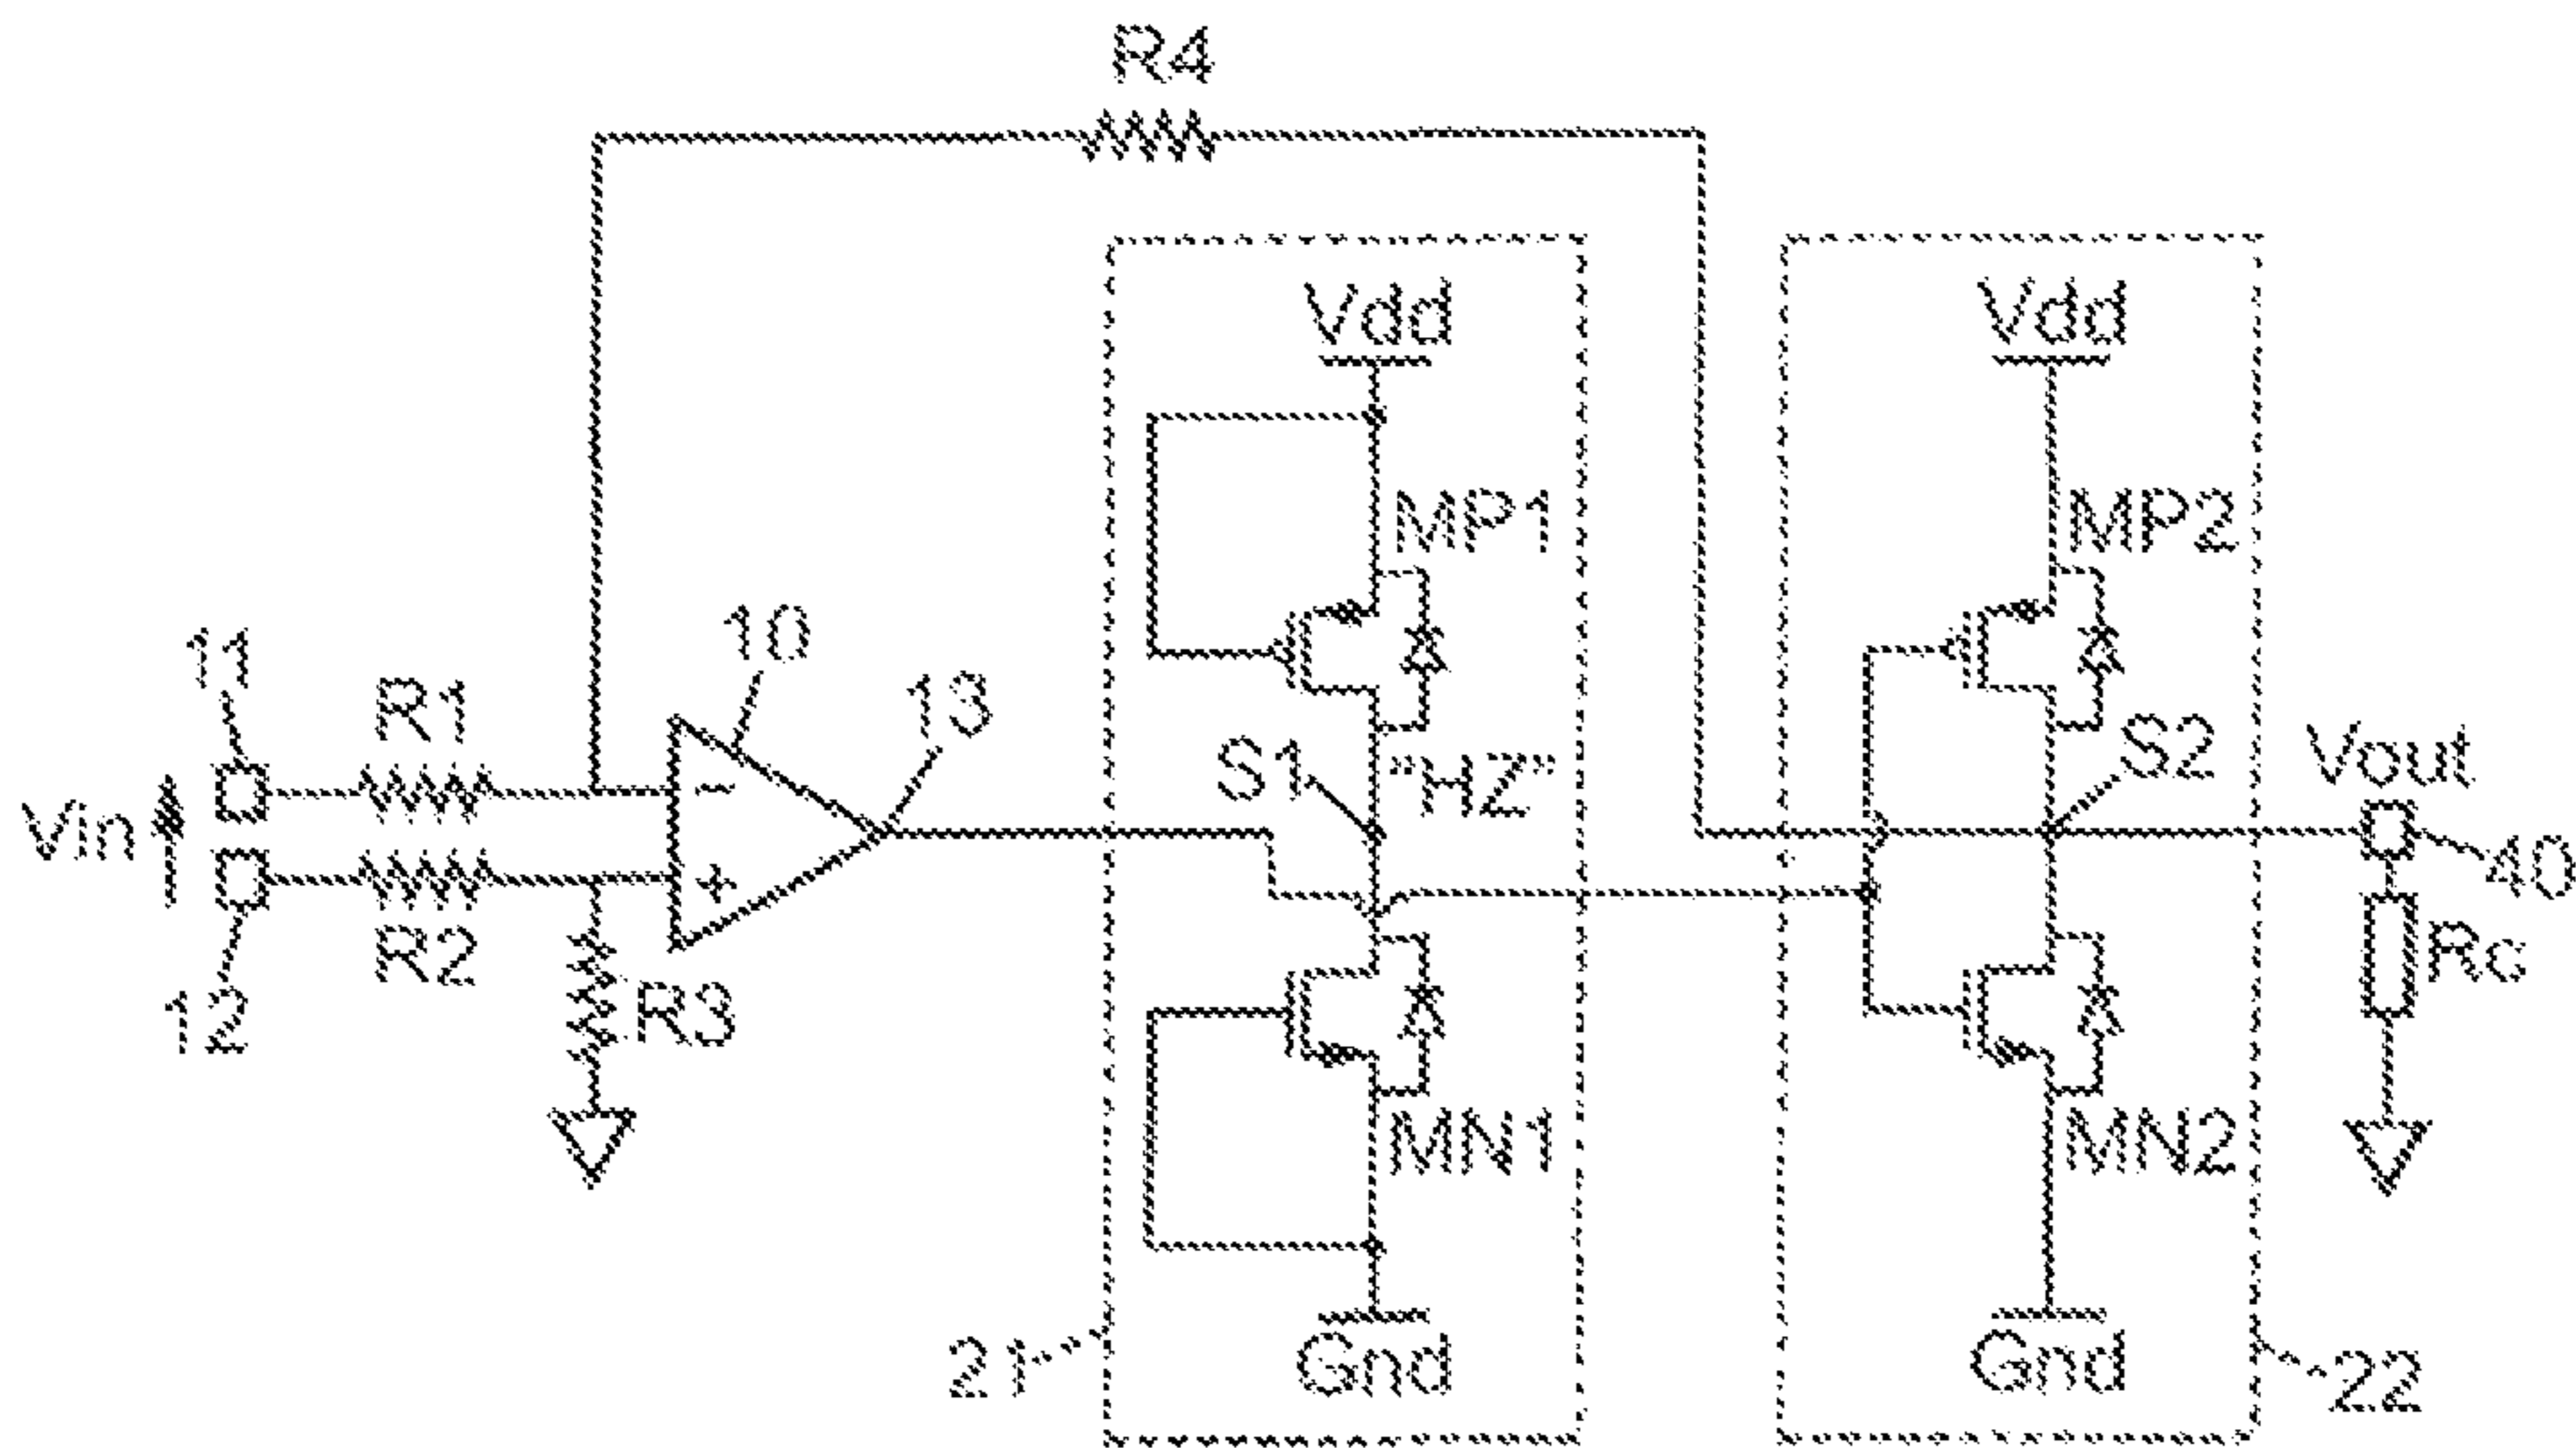 R4
Vdd
Vdd
MP1
MP2
10
11
13
R1
S1
"HZ"
S2
Vout
Vin
-
+
40
R2
R3
Rc
12
MN1
MN2
21
Gnd
Gnd
22